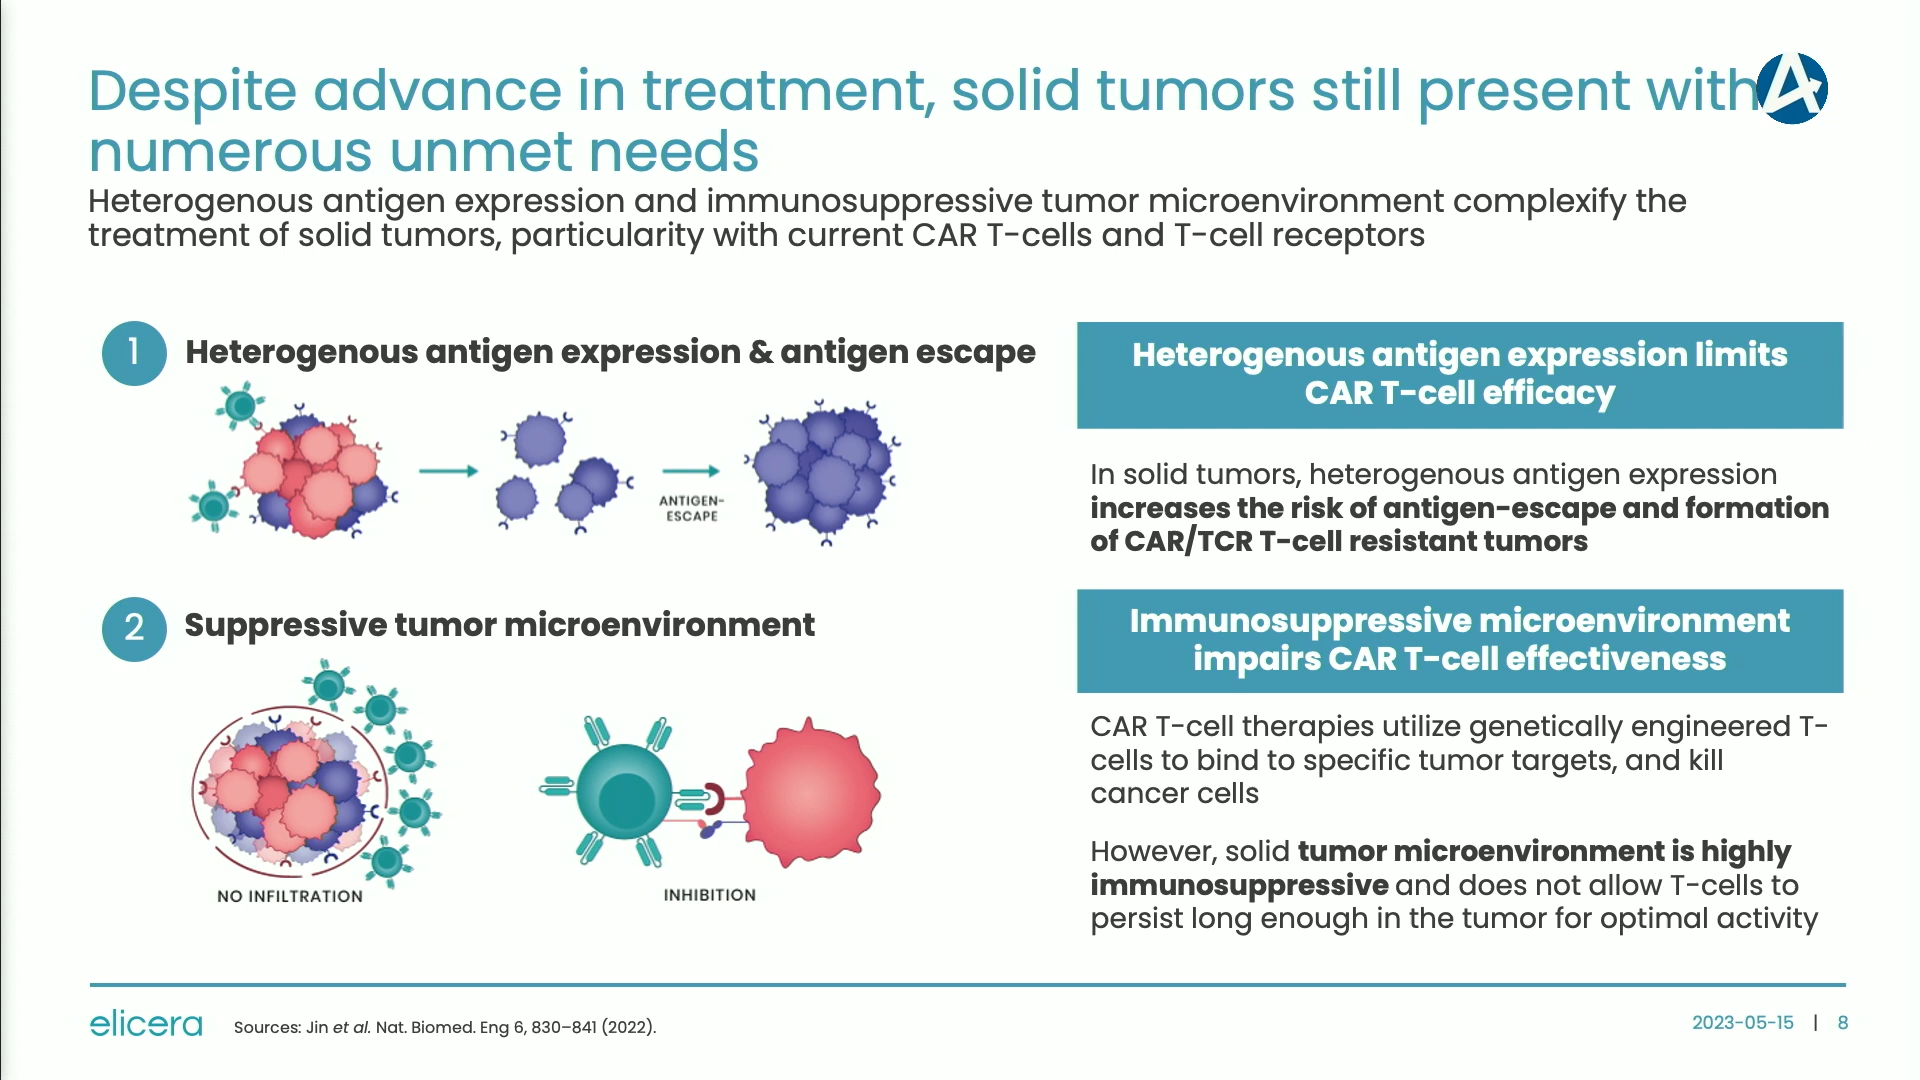 Despite advance in treatment, solid tumors still present with
numerous unmet needs
Heterogenous antigen expression and immunosuppressive tumor microenvironment complexify the
treatment of solid tumors, particularity with current CAR T-cells and T-cell receptors
1
Heterogenous antigen expression & antigen escape
ANTIGEN-
ESCAPE
Heterogenous antigen expression limits
CAR T-cell efficacy
In solid tumors, heterogenous antigen expression
increases the risk of antigen-escape and formation
of CAR/TCR T-cell resistant tumors
2
Suppressive tumor microenvironment
NO INFILTRATION
INHIBITION
Immunosuppressive microenvironment
impairs CAR T-cell effectiveness
CAR T-cell therapies utilize genetically engineered T-
cells to bind to specific tumor targets, and kill
cancer cells
However, solid tumor microenvironment is highly
immunosuppressive and does not allow T-cells to
persist long enough in the tumor for optimal activity
elicera
Sources: Jin et al. Nat. Biomed. Eng 6, 830–841 (2022).
2023-05-15 | 8